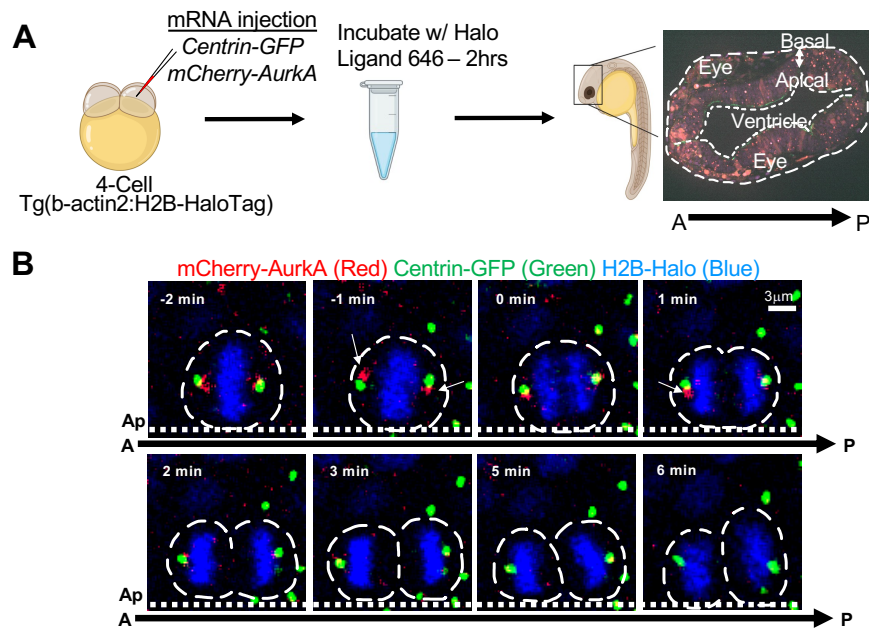 A
mRNA injection
Centrin-GFP
mCherry-AurkA
4-Cell
Tg(b-actin2:H2B-HaloTag)
Incubate w/ Halo
Ligand 646 – 2hrs
Basal
Eye
Apical
Ventricle
Eye
A P
B
mCherry-AurkA (Red) Centrin-GFP (Green) H2B-Halo (Blue)
-2 min -1 min 0 min 1 min
3μm
Ap
A P
2 min 3 min 5 min 6 min
Ap
A P